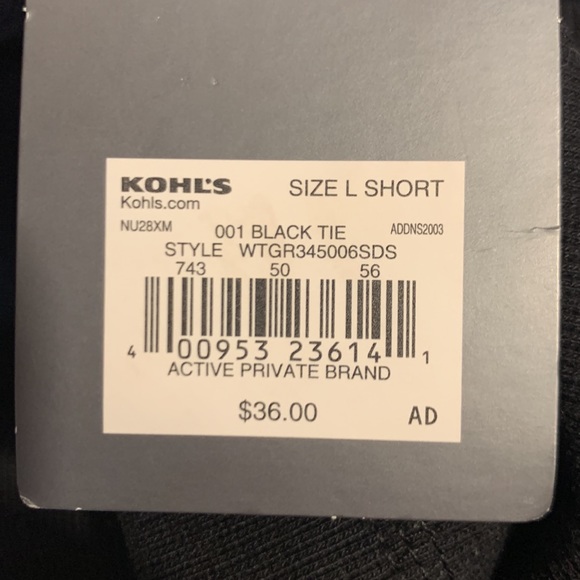 KOHL'S SIZE L SHORT
Kohls.com
NU28XM 001 BLACK TIE ADDNS2003
STYLE WTGR345006SDS
743 50 56
4 00953 23614 1
ACTIVE PRIVATE BRAND
$36.00 AD